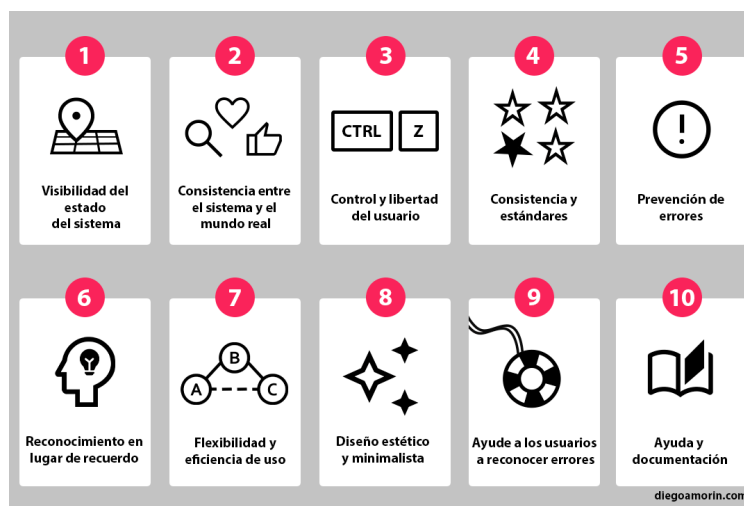 1
Visibilidad del
estado
del sistema
2
Consistencia entre
el sistema y el
mundo real
3
CTRL Z
Control y libertad
del usuario
4
Consistencia y
estándares
5
!
Prevención de
errores
6
Reconocimiento en
lugar de recuerdo
7
B
A C
Flexibilidad y
eficiencia de uso
8
Diseño estético
y minimalista
9
Ayude a los usuarios
a reconocer errores
10
Ayuda y
documentación
diegoamorin.com